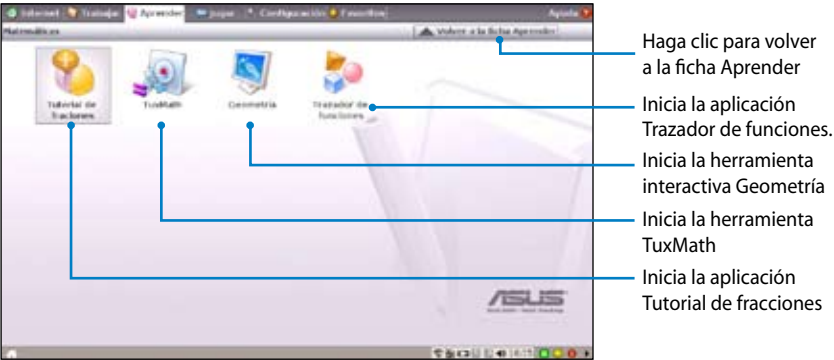 Internet Trabajar Aprender Jugar Configuración Favoritos Ayuda
Matemáticas
Volver a la ficha Aprender
Tutorial de
fraciones
TuxMath
Geometría
Trazador de
funciones
ASUS
Haga clic para volver
a la ficha Aprender
Inicia la aplicación
Trazador de funciones.
Inicia la herramienta
interactiva Geometría
Inicia la herramienta
TuxMath
Inicia la aplicación
Tutorial de fracciones